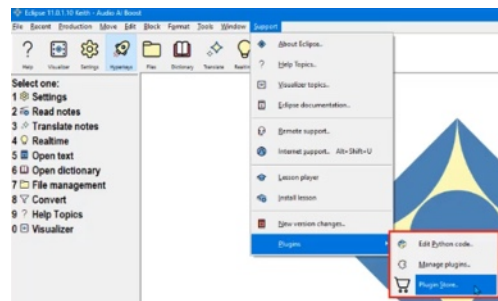 Eclipse 11.0.1.10 Keith - Audio AI Boost
File Recent Production Move Edit Block Format Tools Window Support
Help Visualizer Settings Hyperkeys Files Dictionary Translate Realtime
Select one:
1 Settings
2 Read notes
3 Translate notes
4 Realtime
5 Open text
6 Open dictionary
7 File management
8 Convert
9 ? Help Topics
0 Visualizer
About Eclipse..
? Help Topics..
Visualizer topics..
Eclipse documentation..
Remote support..
Internet support.. Alt+Shift+U
Lesson player
Install lesson
New version changes..
Plugins
Edit Python code..
Manage plugins..
Plugin Store..